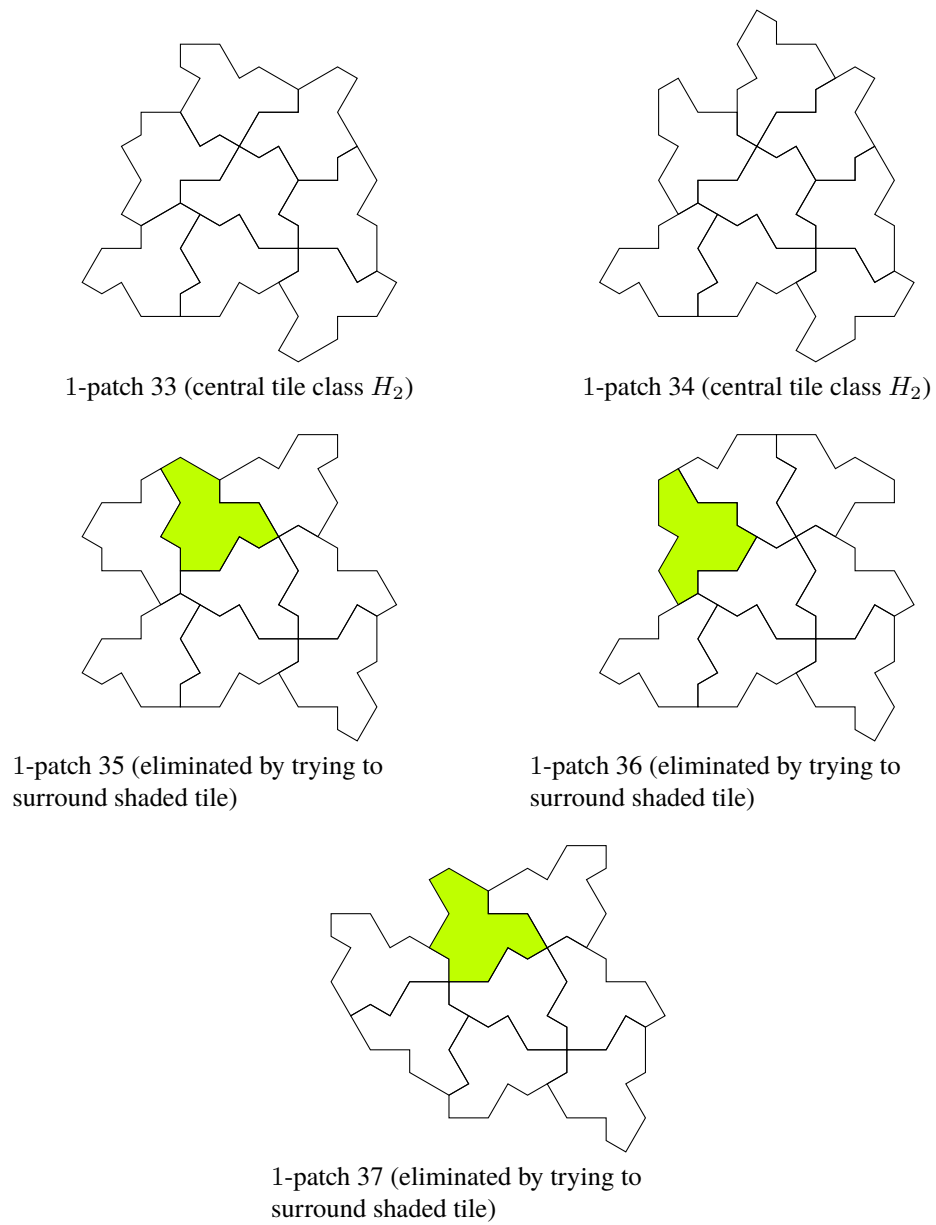 1-patch 33 (central tile class H₂)
1-patch 34 (central tile class H₂)
1-patch 35 (eliminated by trying to
surround shaded tile)
1-patch 36 (eliminated by trying to
surround shaded tile)
1-patch 37 (eliminated by trying to
surround shaded tile)